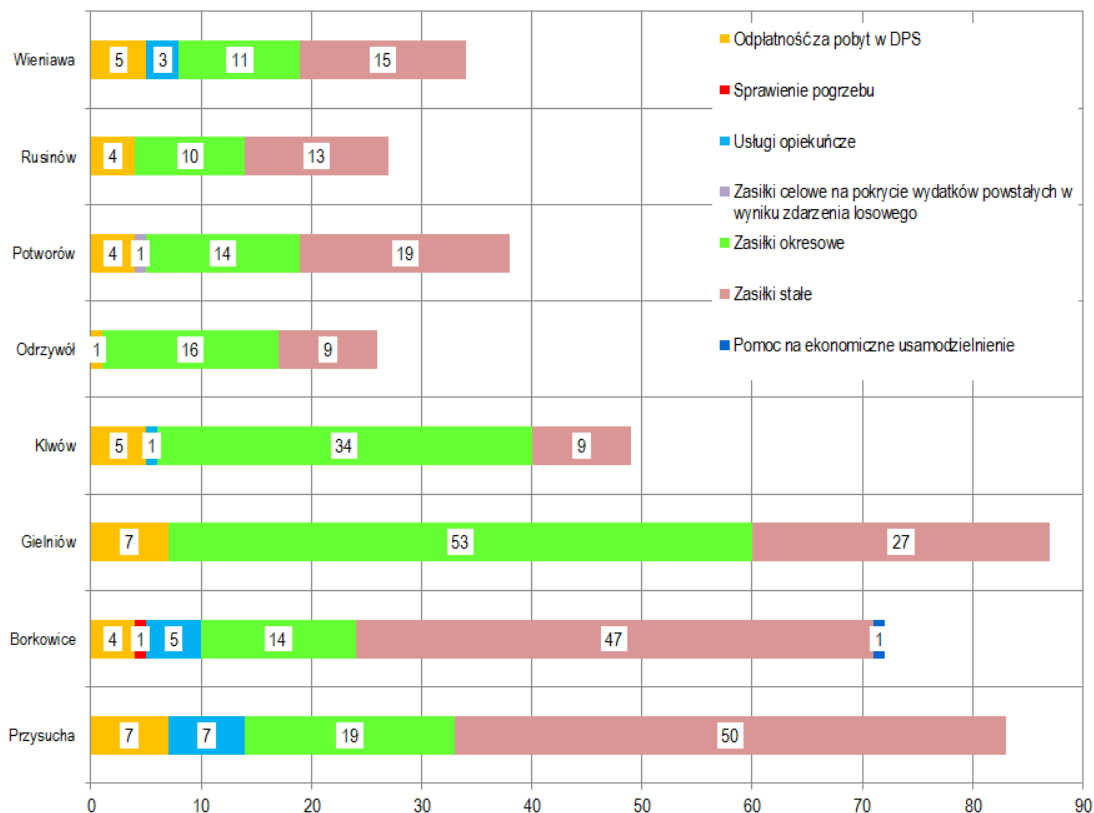 Wieniawa
5
3
11
15
Rusinów
4
10
13
Potworów
4
1
14
19
Odrzywół
1
16
9
Klwów
5
1
34
9
Gielniów
7
53
27
Borkowice
4
1
5
14
47
1
Przysucha
7
7
19
50
0
10
20
30
40
50
60
70
80
90
Odpłatnośćza pobyt w DPS
Sprawienie pogrzebu
Usługi opiekuńcze
Zasiłki celowe na pokrycie wydatków powstałych w
wyniku zdarzenia losowego
Zasiłki okresowe
Zasiłki stałe
Pomoc na ekonomiczne usamodzielnienie